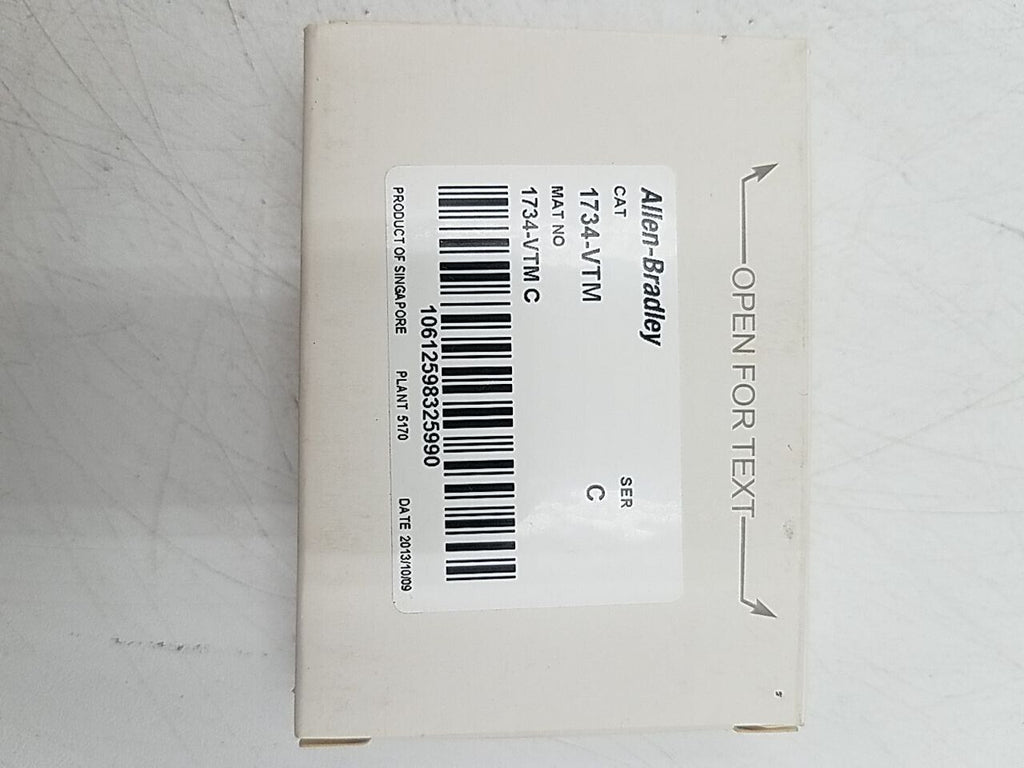 OPEN FOR TEXT
Allen-Bradley
CAT SER
1734-VTM C
MAT NO
1734-VTM C
10612598325990
PRODUCT OF SINGAPORE PLANT 5170 DATE 2013/10/09